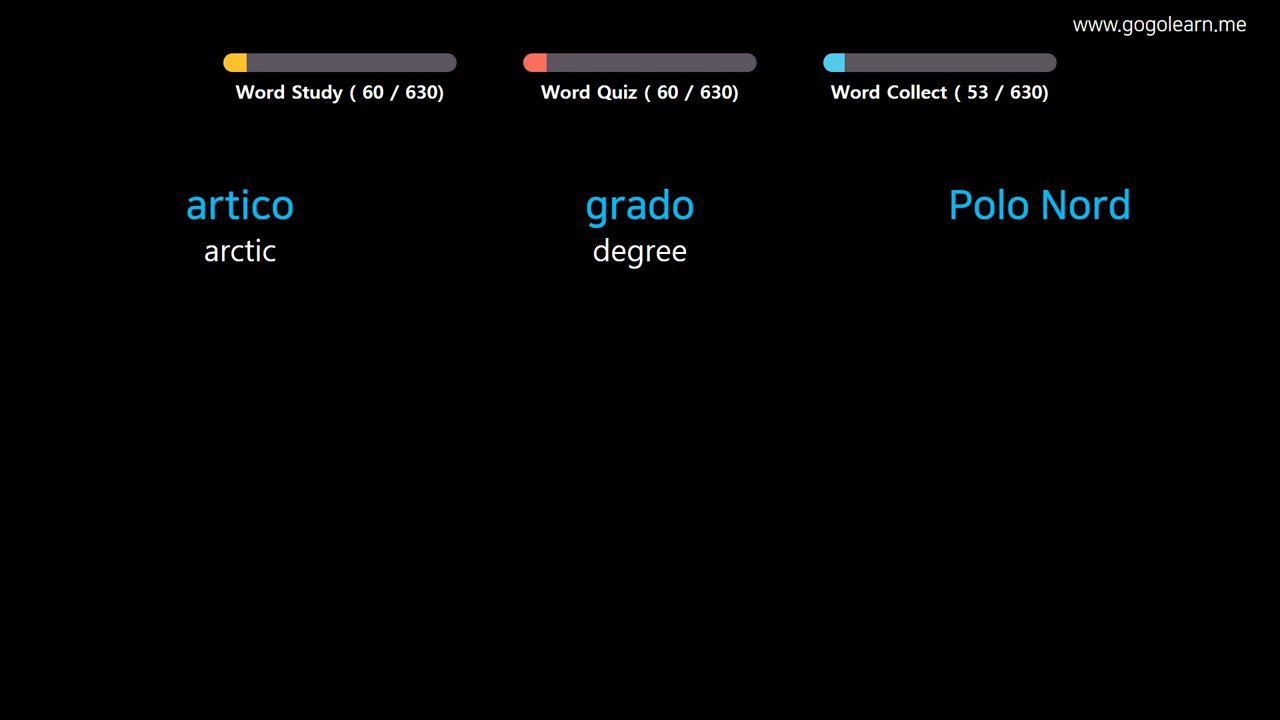 www.gogolearn.me
Word Study ( 60 / 630)
Word Quiz ( 60 / 630)
Word Collect ( 53 / 630)
artico
arctic
grado
degree
Polo Nord